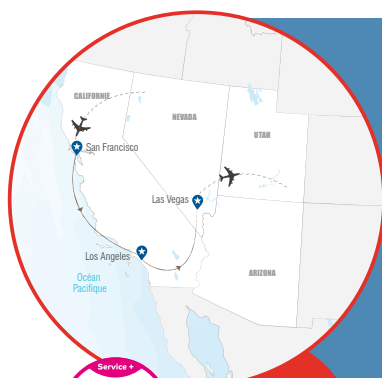 CALIFORNIE
NEVADA
UTAH
San Francisco
Las Vegas
Los Angeles
Océan
Pacifique
ARIZONA
Service +